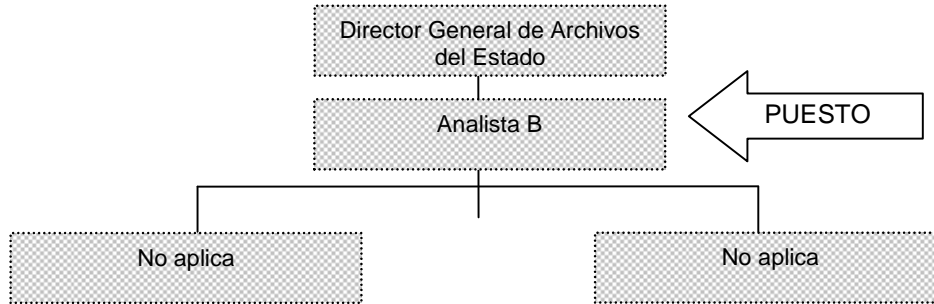 Director General de Archivos
del Estado
Analista B
PUESTO
No aplica
No aplica